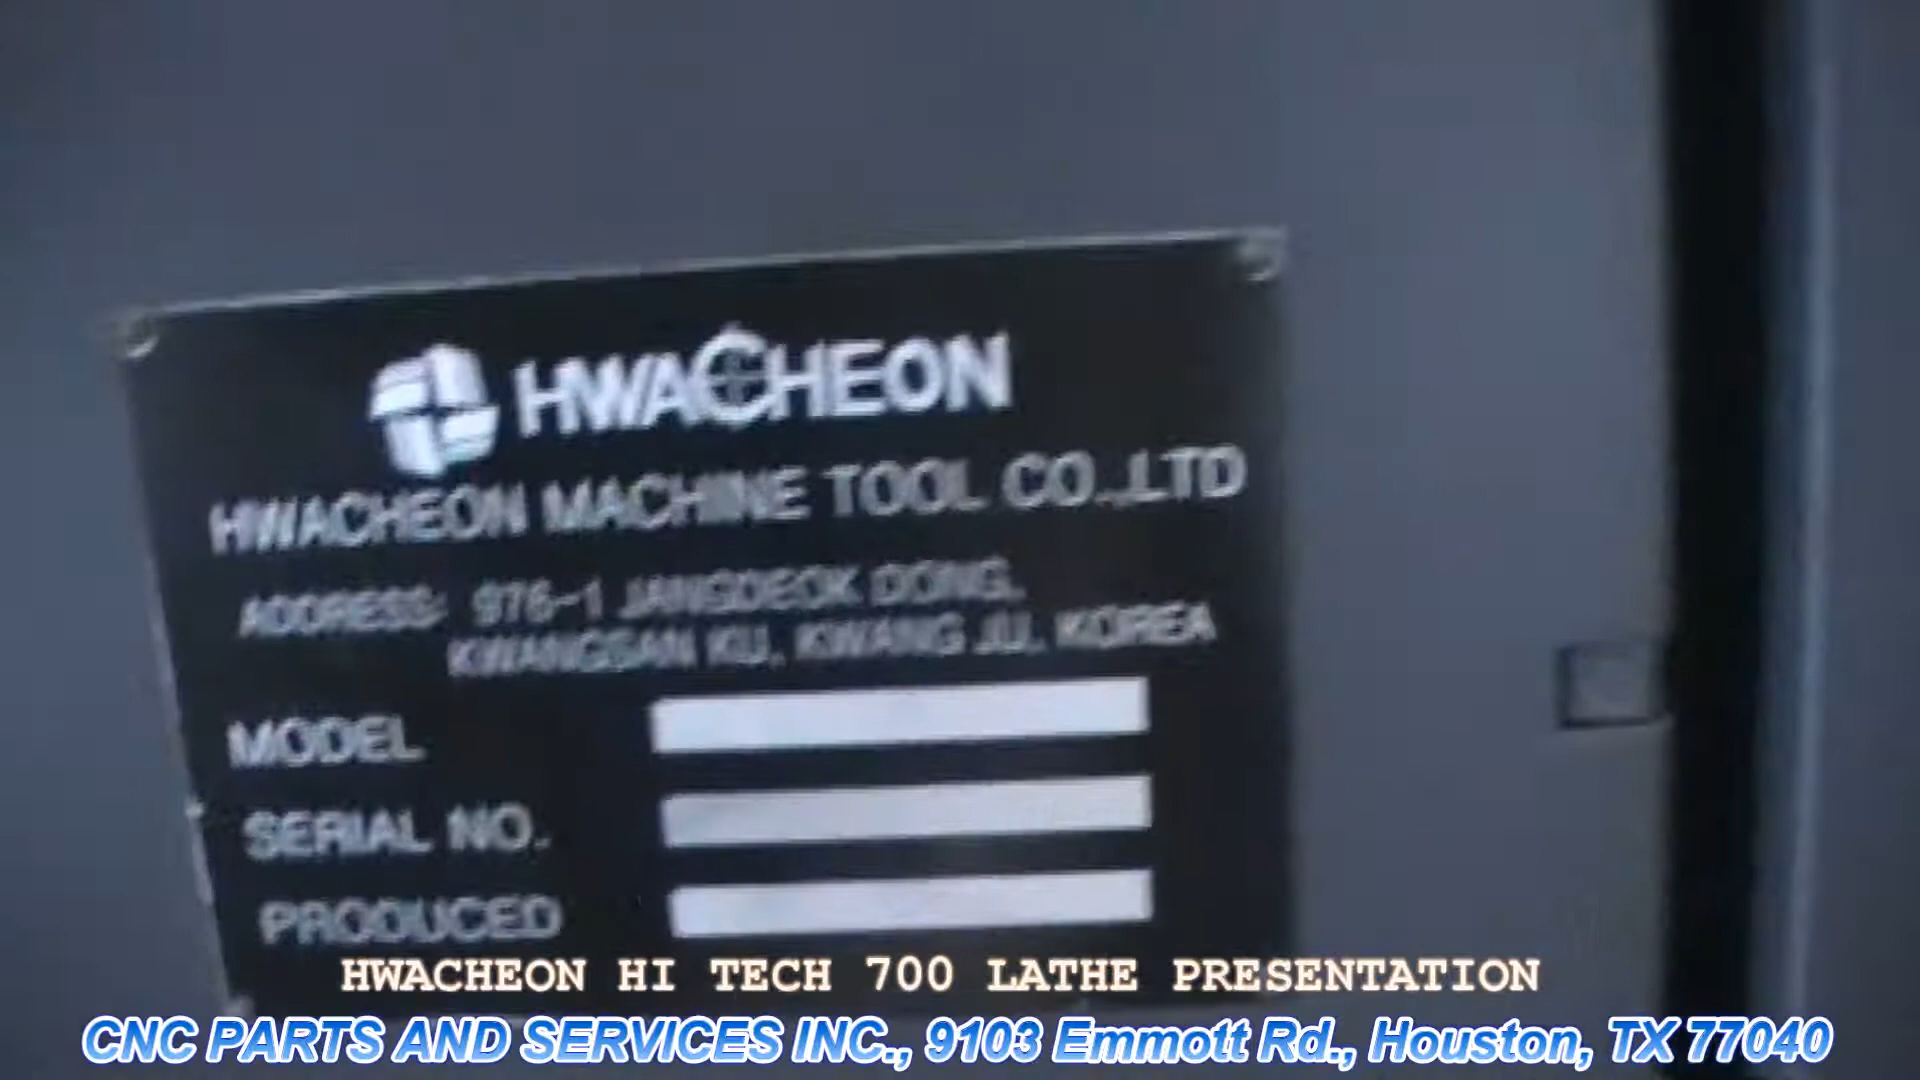 HWACHEON
HWACHEON MACHINE TOOL CO.,LTD
ADDRESS: 976-1 JANGDECK DONG,
KWANGSAN KU, KWANG JU, KOREA
MODEL
SERIAL NO.
PRODUCED
HWACHEON HI TECH 700 LATHE PRESENTATION
CNC PARTS AND SERVICES INC., 9103 Emmott Rd., Houston, TX 77040